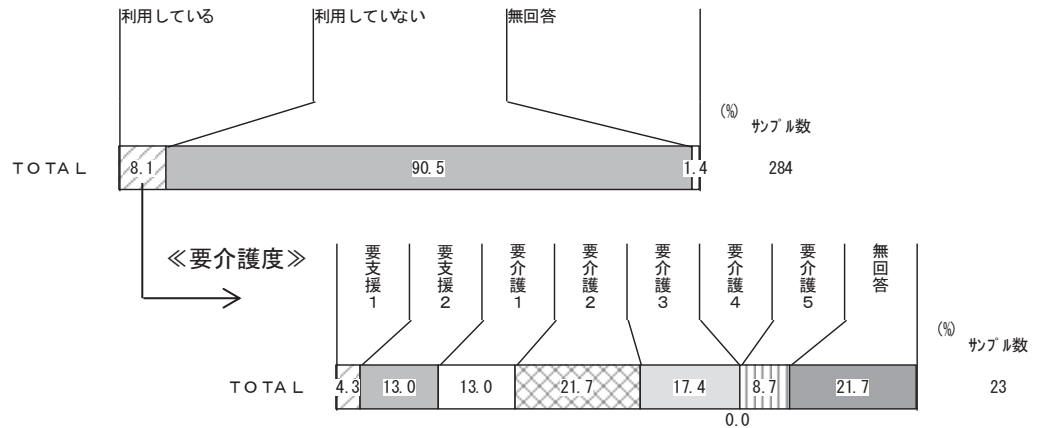 利用している 利用していない 無回答
(%) サンプル数
TOTAL 8.1 90.5 1.4 284
≪要介護度≫
要支援1 要支援2 要介護1 要介護2 要介護3 要介護4 要介護5 無回答
(%) サンプル数
TOTAL 4.3 13.0 13.0 21.7 17.4 8.7 21.7 23
0.0